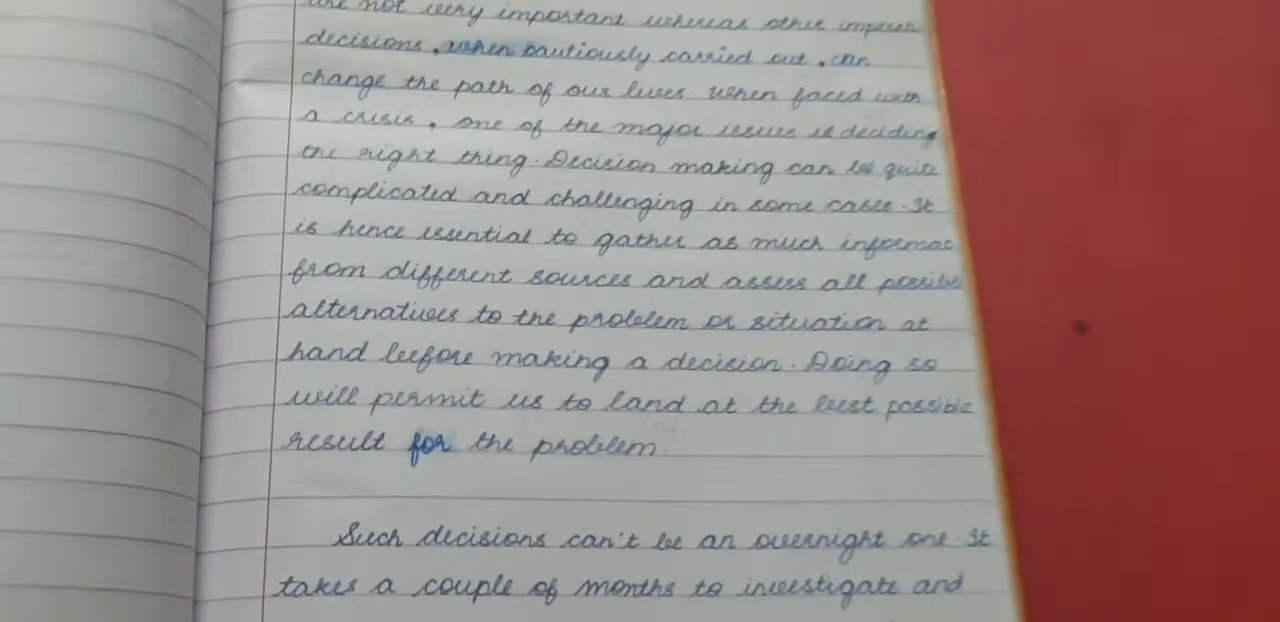 are not very important whereas other
decisions, when cautiously carried out, can
change the path of our lives. When faced with
a crisis, one of the major issues is deciding
the right thing. Decision making can be quite
complicated and challenging in some cases. It
is hence essential to gather as much informat
from different sources and assess all possible
alternatives to the problem or situation at
hand before making a decision. Doing so
will permit us to land at the best possible
result for the problem.
Such decisions can't be an overnight one. It
takes a couple of months to investigate and